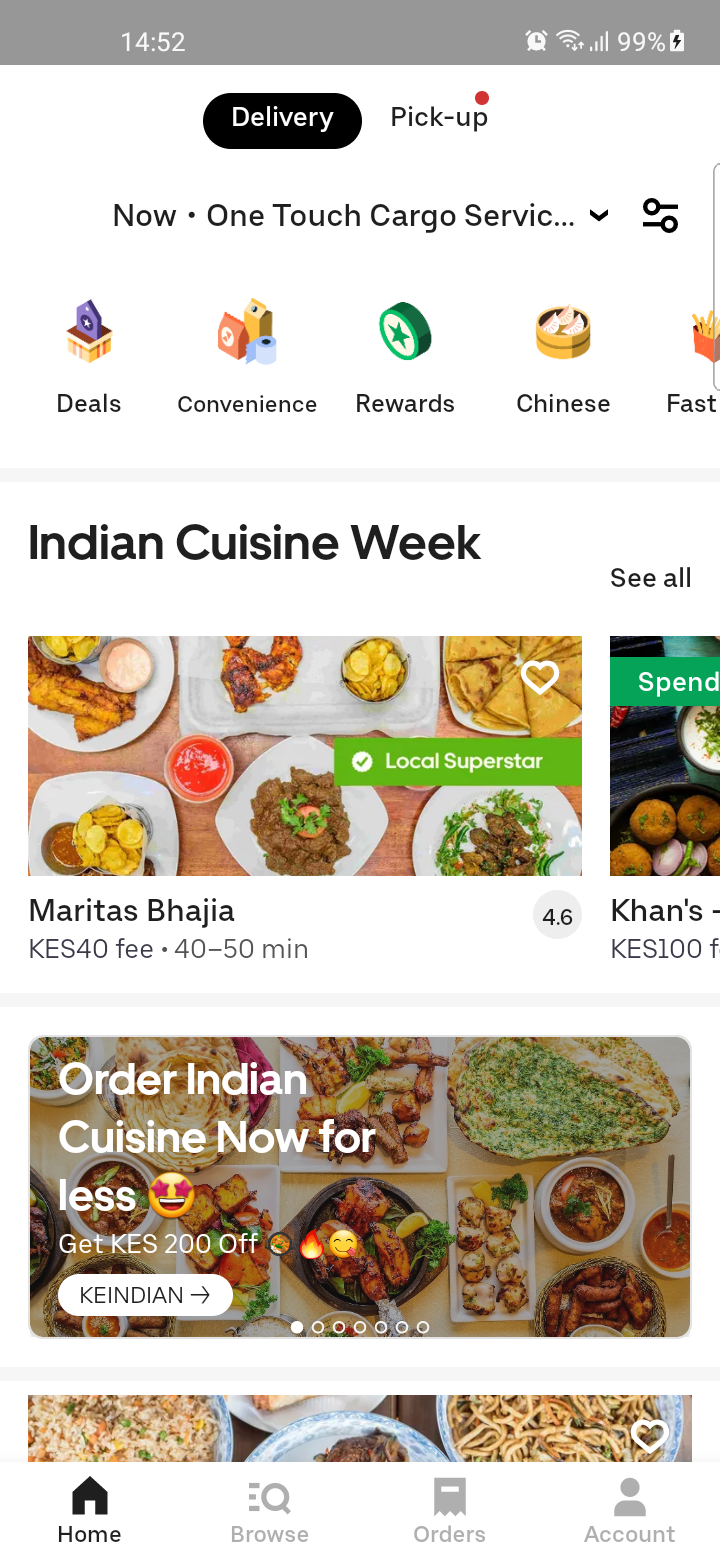 14:52
99%
Delivery
Pick-up
Now • One Touch Cargo Servic...
Deals
Convenience
Rewards
Chinese
Fast
Indian Cuisine Week
See all
Spend
Local Superstar
Maritas Bhajia
4.6
KES40 fee • 40–50 min
Khan's -
KES100 f
Order Indian
Cuisine Now for
less 🤩
Get KES 200 Off 🥘🔥😋
KEINDIAN →
Home
Browse
Orders
Account